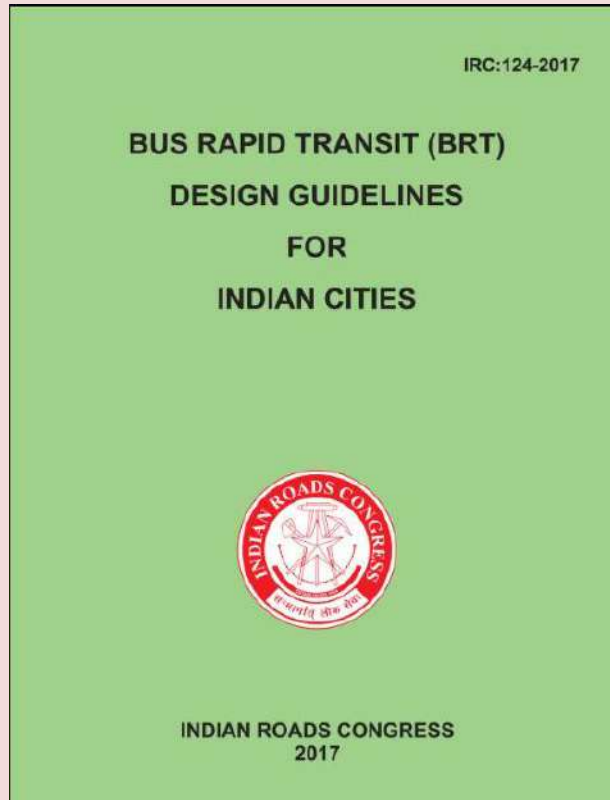 IRC:124-2017
BUS RAPID TRANSIT (BRT)
DESIGN GUIDELINES
FOR
INDIAN CITIES
INDIAN ROADS CONGRESS
INDIAN ROADS CONGRESS
2017